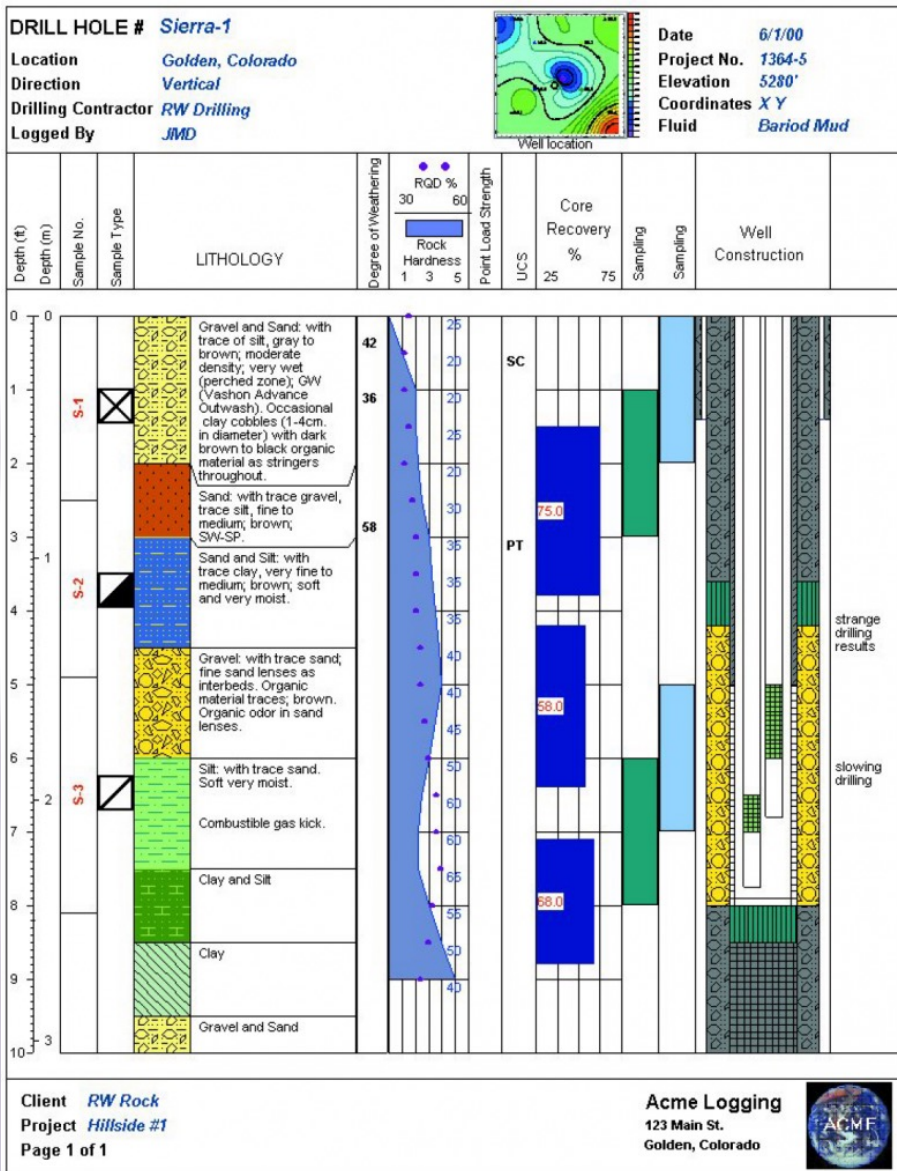 DRILL HOLE # Sierra-1
Location Golden, Colorado
Direction Vertical
Drilling Contractor RW Drilling
Logged By JMD
Well location
Date 6/1/00
Project No. 1364-5
Elevation 5280'
Coordinates X Y
Fluid Bariod Mud
Depth (ft)
Depth (m)
Sample No.
Sample Type
LITHOLOGY
Degree of Weathering
RQD %
30 60
Rock
Hardness
1 3 5
Point Load Strength
UCS
Core
Recovery
%
25 75
Sampling
Sampling
Well
Construction
0
1
2
3
4
5
6
7
8
9
10
0
1
2
3
S-1
S-2
S-3
Gravel and Sand: with
trace of silt, gray to
brown; moderate
density; very wet
(perched zone); GW
(Vashon Advance
Outwash). Occasional
clay cobbles (1-4cm.
in diameter) with dark
brown to black organic
material as stringers
throughout.
Sand: with trace gravel,
trace silt, fine to
medium; brown;
SW-SP.
Sand and Silt: with
trace clay, very fine to
medium; brown; soft
and very moist.
Gravel: with trace sand;
fine sand lenses as
interbeds. Organic
material traces; brown.
Organic odor in sand
lenses.
Silt: with trace sand.
Soft very moist.
Combustible gas kick.
Clay and Silt
Clay
Gravel and Sand
42
36
58
25
20
20
25
20
30
35
35
35
40
40
45
50
60
60
65
55
50
40
SC
PT
75.0
58.0
68.0
strange
drilling
results
slowing
drilling
Client RW Rock
Project Hillside #1
Page 1 of 1
Acme Logging
123 Main St.
Golden, Colorado
ACME